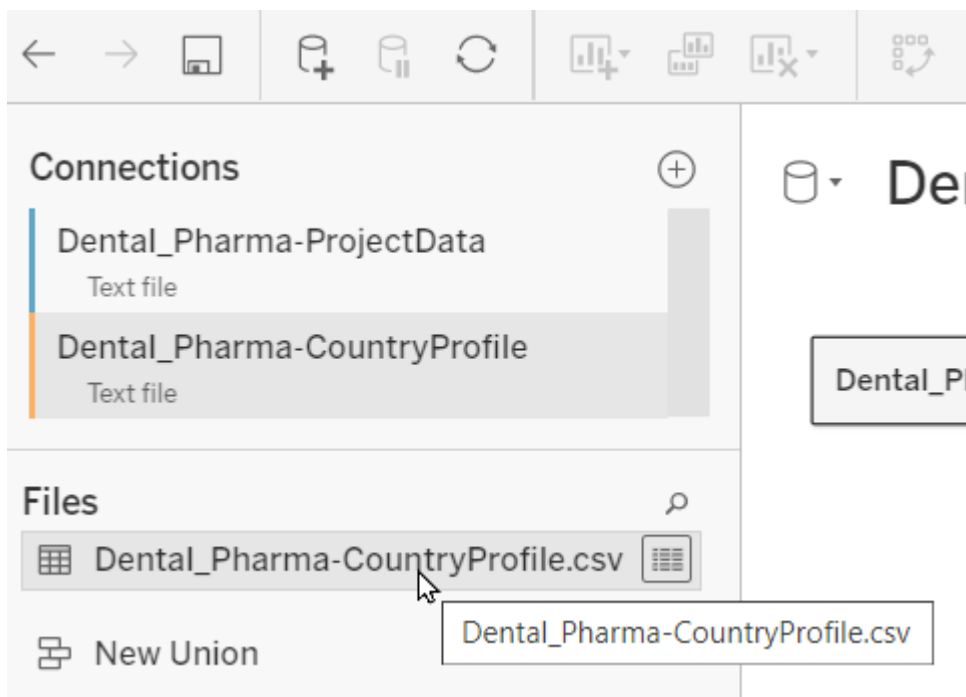 Connections
Dental_Pharma-ProjectData
Text file
Dental_Pharma-CountryProfile
Text file
Files
Dental_Pharma-CountryProfile.csv
Dental_Pharma-CountryProfile.csv
New Union